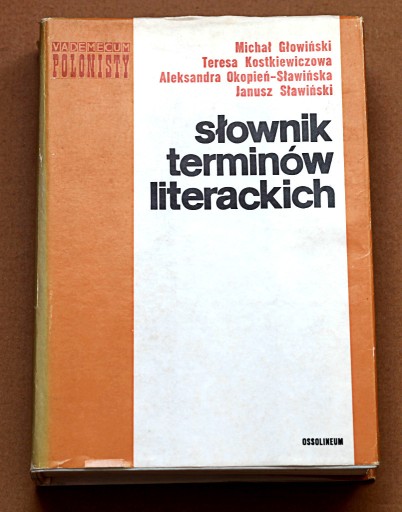 VADEMECUM
POLONISTY
Michał Głowiński
Teresa Kostkiewiczowa
Aleksandra Okopień-Sławińska
Janusz Sławiński
słownik
terminów
literackich
OSSOLINEUM